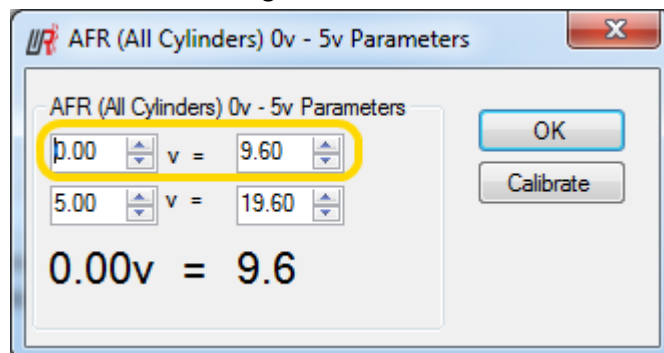 AFR (All Cylinders) 0v - 5v Parameters
AFR (All Cylinders) 0v - 5v Parameters
0.00 v = 9.60
5.00 v = 19.60
0.00v = 9.6
OK
Calibrate